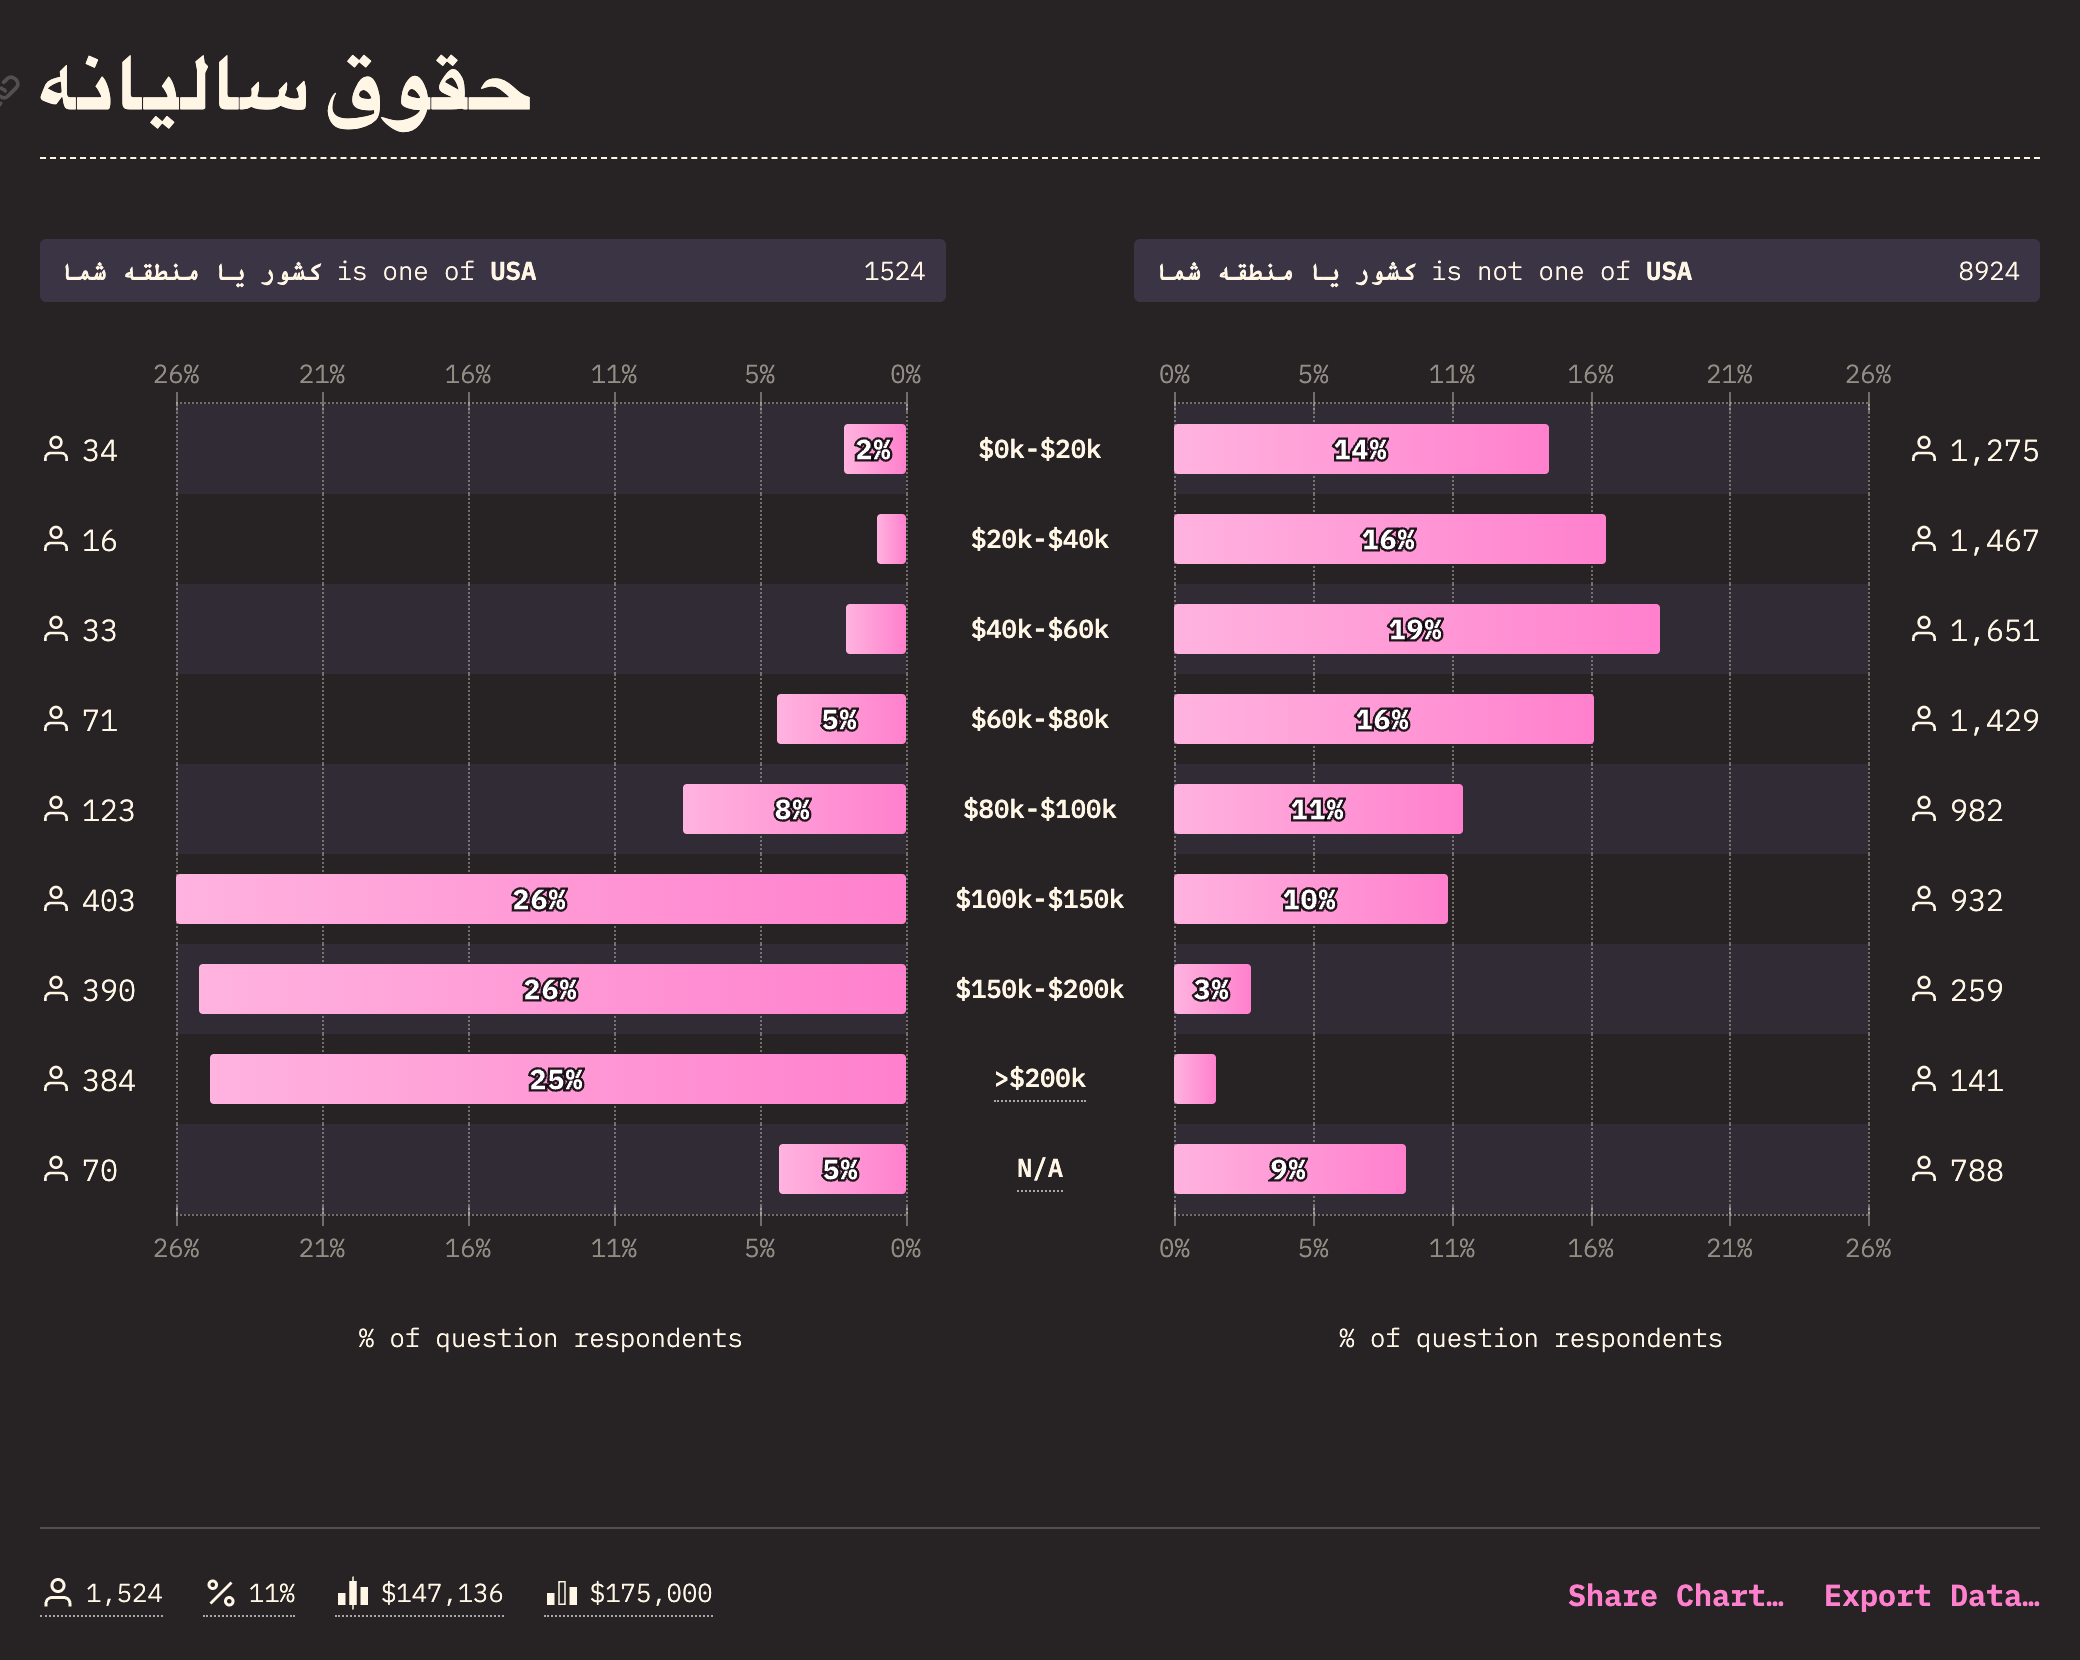 حقوق سالیانه
کشور یا منطقه شما is one of USA 1524
کشور یا منطقه شما is not one of USA 8924
26% 21% 16% 11% 5% 0%
0% 5% 11% 16% 21% 26%
34 2% $0k-$20k 14% 1,275
16 $20k-$40k 16% 1,467
33 $40k-$60k 19% 1,651
71 5% $60k-$80k 16% 1,429
123 8% $80k-$100k 11% 982
403 26% $100k-$150k 10% 932
390 26% $150k-$200k 3% 259
384 25% >$200k 141
70 5% N/A 9% 788
26% 21% 16% 11% 5% 0%
0% 5% 11% 16% 21% 26%
% of question respondents
% of question respondents
1,524 11% $147,136 $175,000
Share Chart… Export Data…